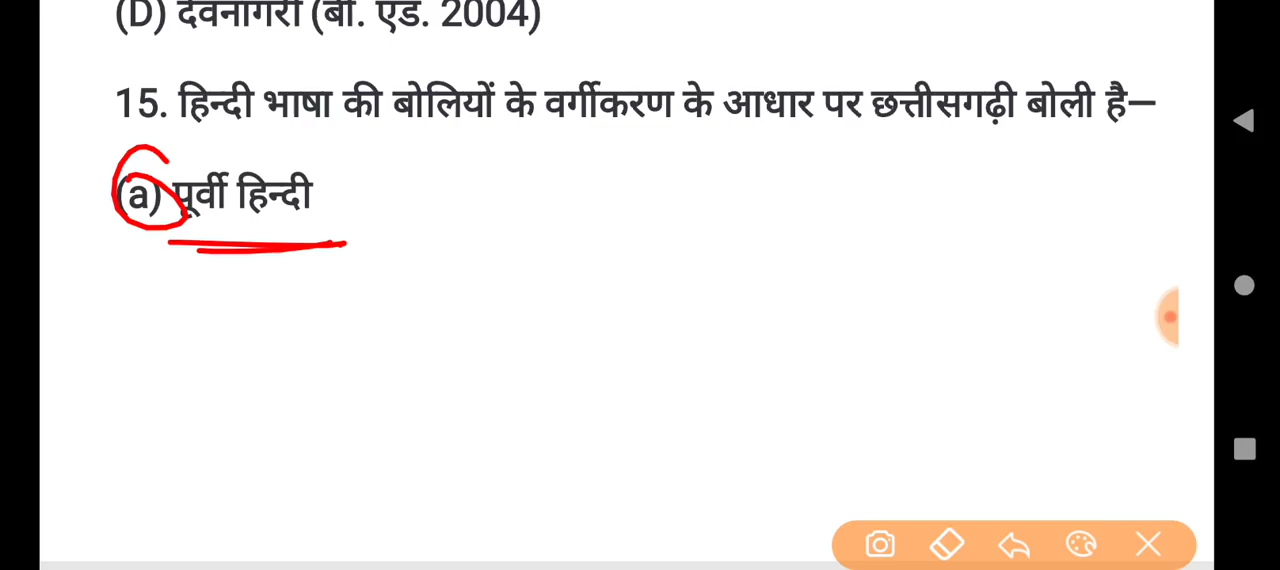 (D) देवनागरी (बी. एड. 2004)
15. हिन्दी भाषा की बोलियों के वर्गीकरण के आधार पर छत्तीसगढ़ी बोली है—
(a) पूर्वी हिन्दी